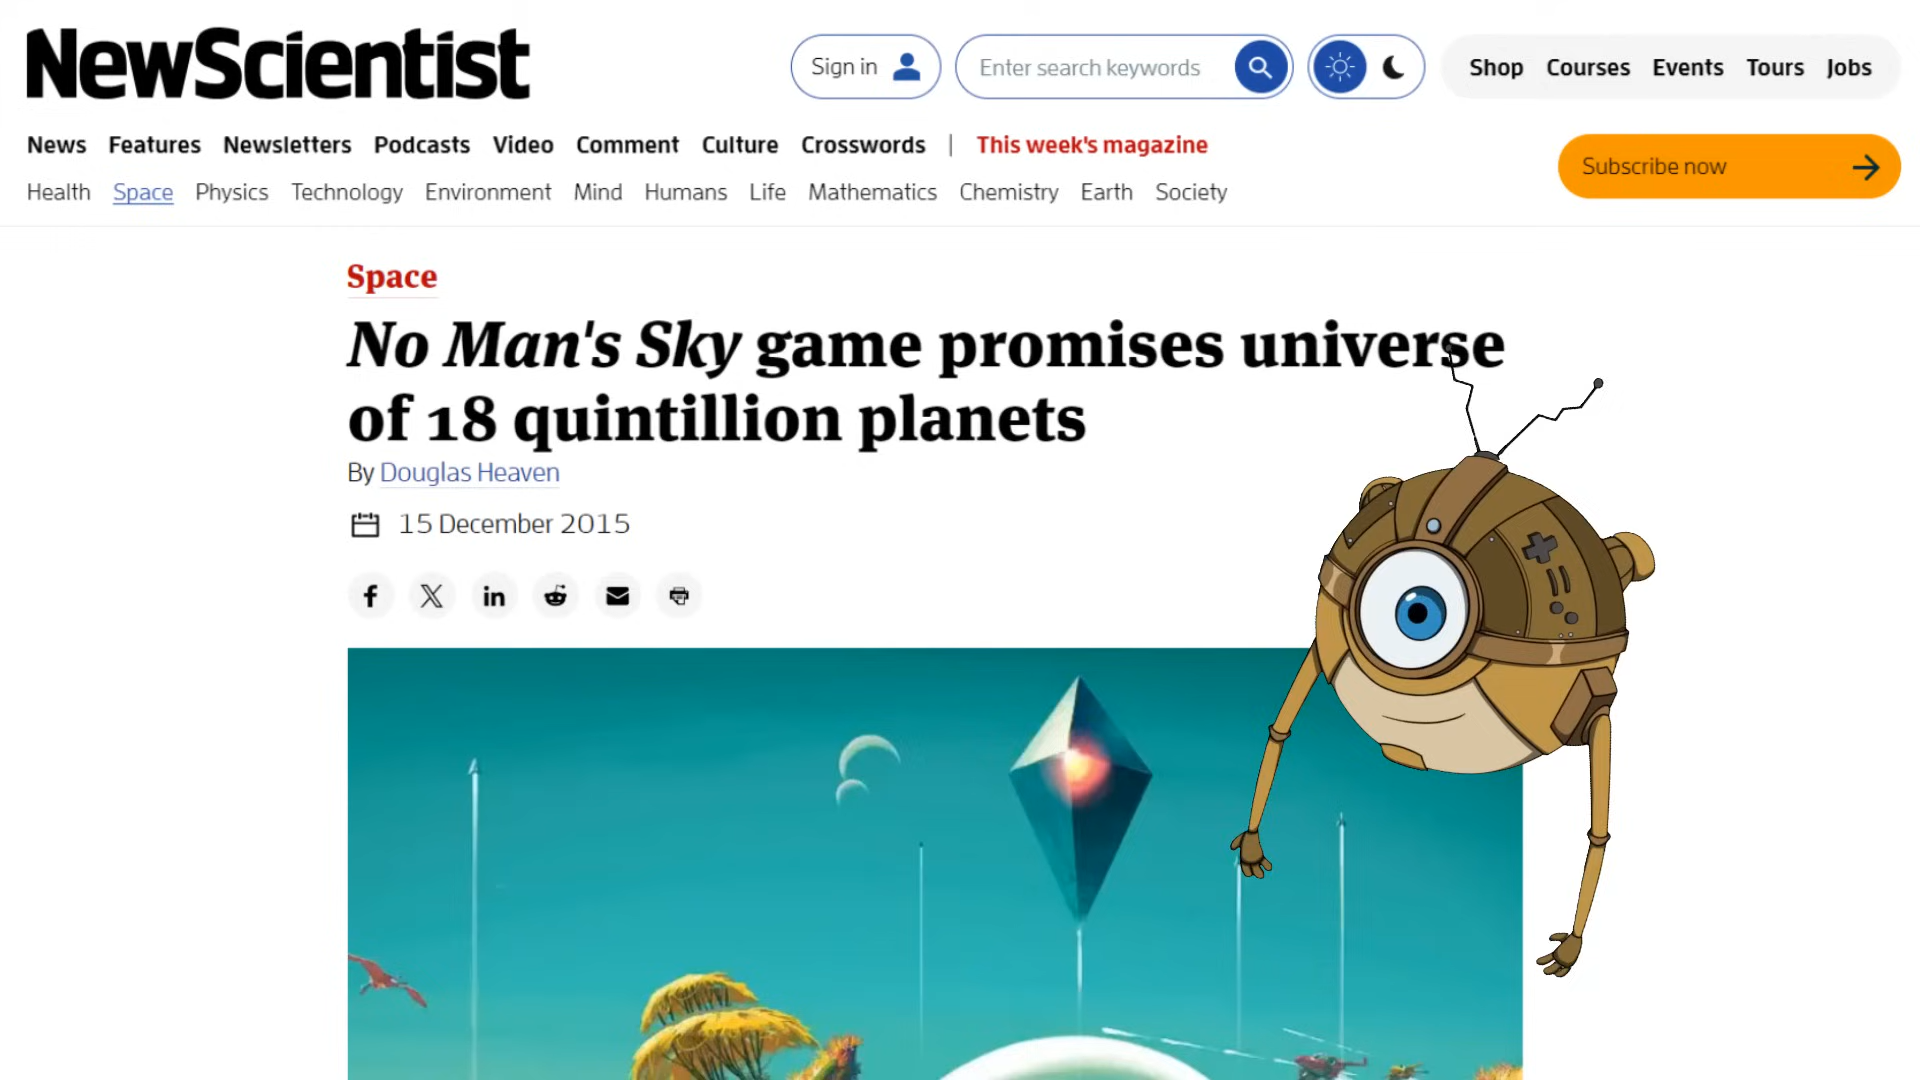 NewScientist
Sign in
Enter search keywords
Shop Courses Events Tours Jobs
News Features Newsletters Podcasts Video Comment Culture Crosswords | This week's magazine
Subscribe now
Health Space Physics Technology Environment Mind Humans Life Mathematics Chemistry Earth Society
Space
No Man's Sky game promises universe
of 18 quintillion planets
By Douglas Heaven
15 December 2015